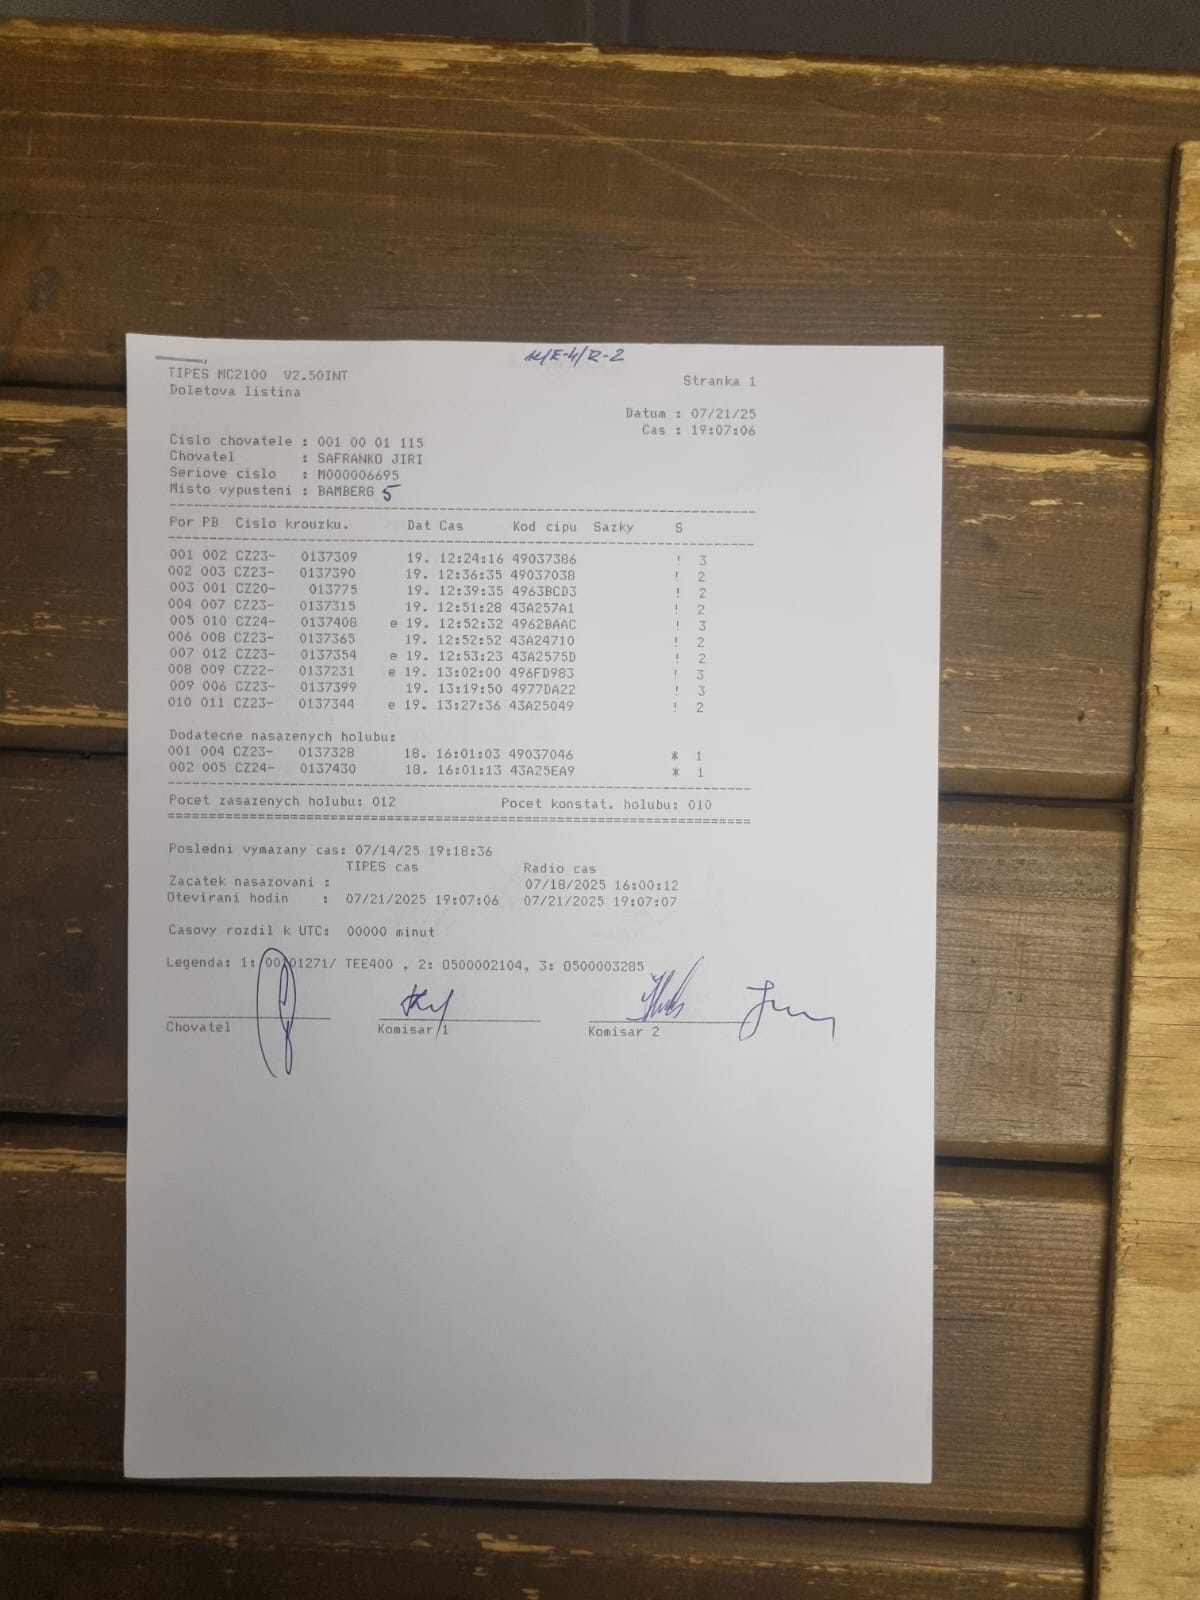 TIPES MC2100 V2.50INT
Stranka 1
Doletova listina
Datum : 07/21/25
Cas : 19:07:06
Cislo chovatele : 001 00 01 115
Chovatel : SAFRANKO JIRI
Seriove cislo : M000006695
Misto vypusteni : BAMBERG 5
Por PB Cislo krouzku. Dat Cas Kod cipu Sazky S
001 002 CZ23- 0137309 19. 12:24:16 49037386 ! 3
002 003 CZ23- 0137390 19. 12:36:35 49037038 ! 2
003 001 CZ20- 013775 19. 12:39:35 4963BCD3 ! 2
004 007 CZ23- 0137315 19. 12:51:28 43A257A1 ! 2
005 010 CZ24- 0137408 e 19. 12:52:32 4962BAAC ! 3
006 008 CZ23- 0137365 19. 12:52:52 43A24710 ! 2
007 012 CZ23- 0137354 e 19. 12:53:23 43A2575D ! 2
008 009 CZ22- 0137231 e 19. 13:02:00 496FD983 ! 3
009 006 CZ23- 0137399 19. 13:19:50 4977DA22 ! 3
010 011 CZ23- 0137344 e 19. 13:27:36 43A25049 ! 2
Dodatecne nasazenych holubu:
001 004 CZ23- 0137328 18. 16:01:03 49037046 * 1
002 005 CZ24- 0137430 18. 16:01:13 43A25EA9 * 1
Pocet zasazenych holubu: 012 Pocet konstat. holubu: 010
Posledni vymazany cas: 07/14/25 19:18:36
TIPES cas Radio cas
Zacatek nasazovani : 07/18/2025 16:00:12
Otevirani hodin : 07/21/2025 19:07:06 07/21/2025 19:07:07
Casovy rozdil k UTC: 00000 minut
Legenda: 1: TEE400 , 2: 0500002104, 3: 0500003285
Chovatel Komisar 1 Komisar 2